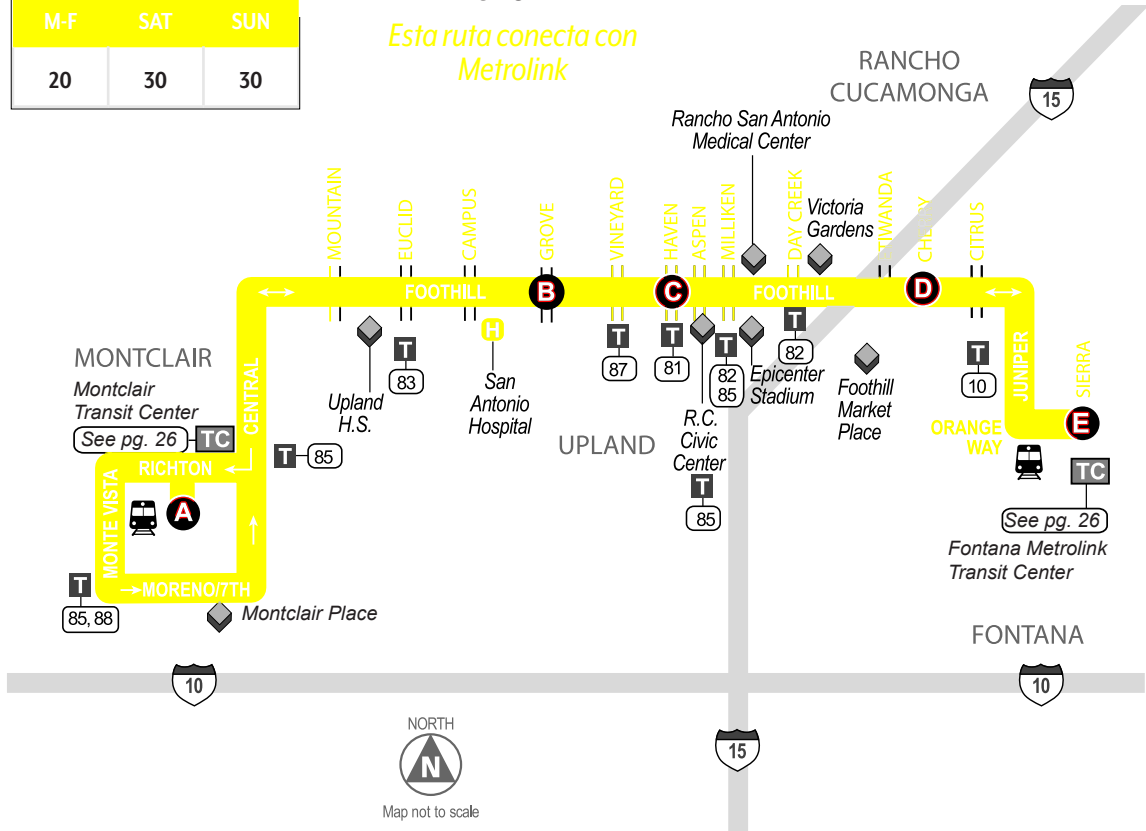 M-F SAT SUN
20 30 30
Esta ruta conecta con
Metrolink
RANCHO
CUCAMONGA
15
Rancho San Antonio
Medical Center
MOUNTAIN
EUCLID
CAMPUS
GROVE
VINEYARD
HAVEN
ASPEN
MILLIKEN
DAY CREEK
Victoria
Gardens
ETIWANDA
CHERRY
CITRUS
FOOTHILL
B
C
FOOTHILL
D
H
T
83
T
87
T
81
T
82
85
T
82
T
10
MONTCLAIR
Montclair
Transit Center
See pg. 26
TC
CENTRAL
Upland
H.S.
San
Antonio
Hospital
UPLAND
R.C.
Civic
Center
T
85
Epicenter
Stadium
Foothill
Market
Place
JUNIPER
SIERRA
ORANGE
WAY
E
TC
See pg. 26
Fontana Metrolink
Transit Center
T
85
RICHTON
MONTE VISTA
A
MORENO/7TH
T
85, 88
Montclair Place
FONTANA
10
10
15
NORTH
N
Map not to scale